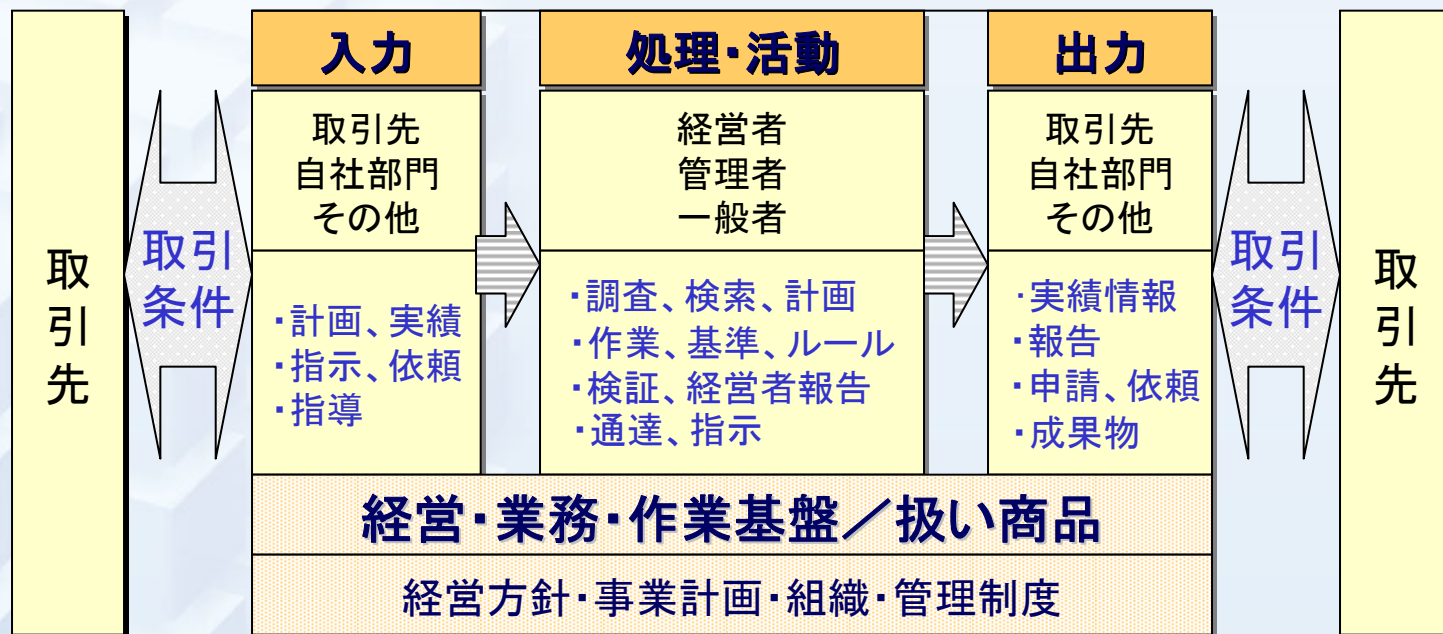 取引先
取引
条件
入力
取引先
自社部門
その他
・計画、実績
・指示、依頼
・指導
処理・活動
経営者
管理者
一般者
・調査、検索、計画
・作業、基準、ルール
・検証、経営者報告
・通達、指示
出力
取引先
自社部門
その他
・実績情報
・報告
・申請、依頼
・成果物
取引
条件
取引先
経営・業務・作業基盤／扱い商品
経営方針・事業計画・組織・管理制度